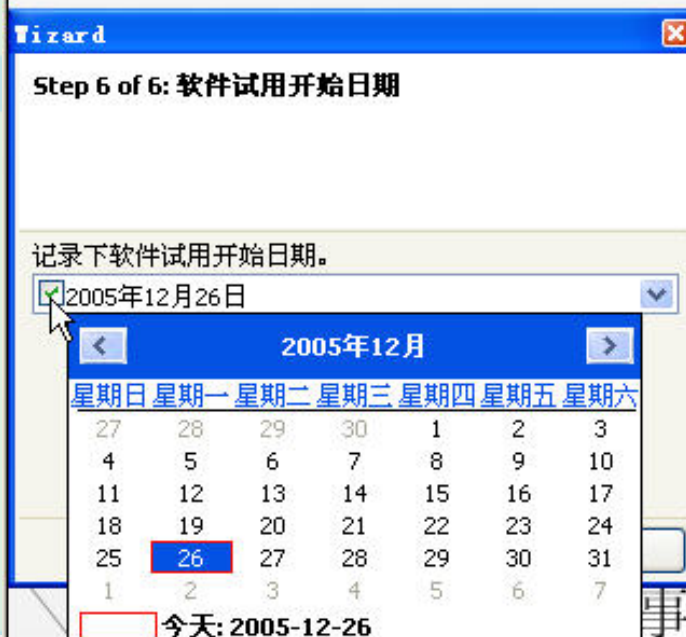 Wizard
Step 6 of 6: 软件试用开始日期
记录下软件试用开始日期。
2005年12月26日
2005年12月
星期日 星期一 星期二 星期三 星期四 星期五 星期六
27 28 29 30 1 2 3
4 5 6 7 8 9 10
11 12 13 14 15 16 17
18 19 20 21 22 23 24
25 26 27 28 29 30 31
1 2 3 4 5 6 7
今天: 2005-12-26